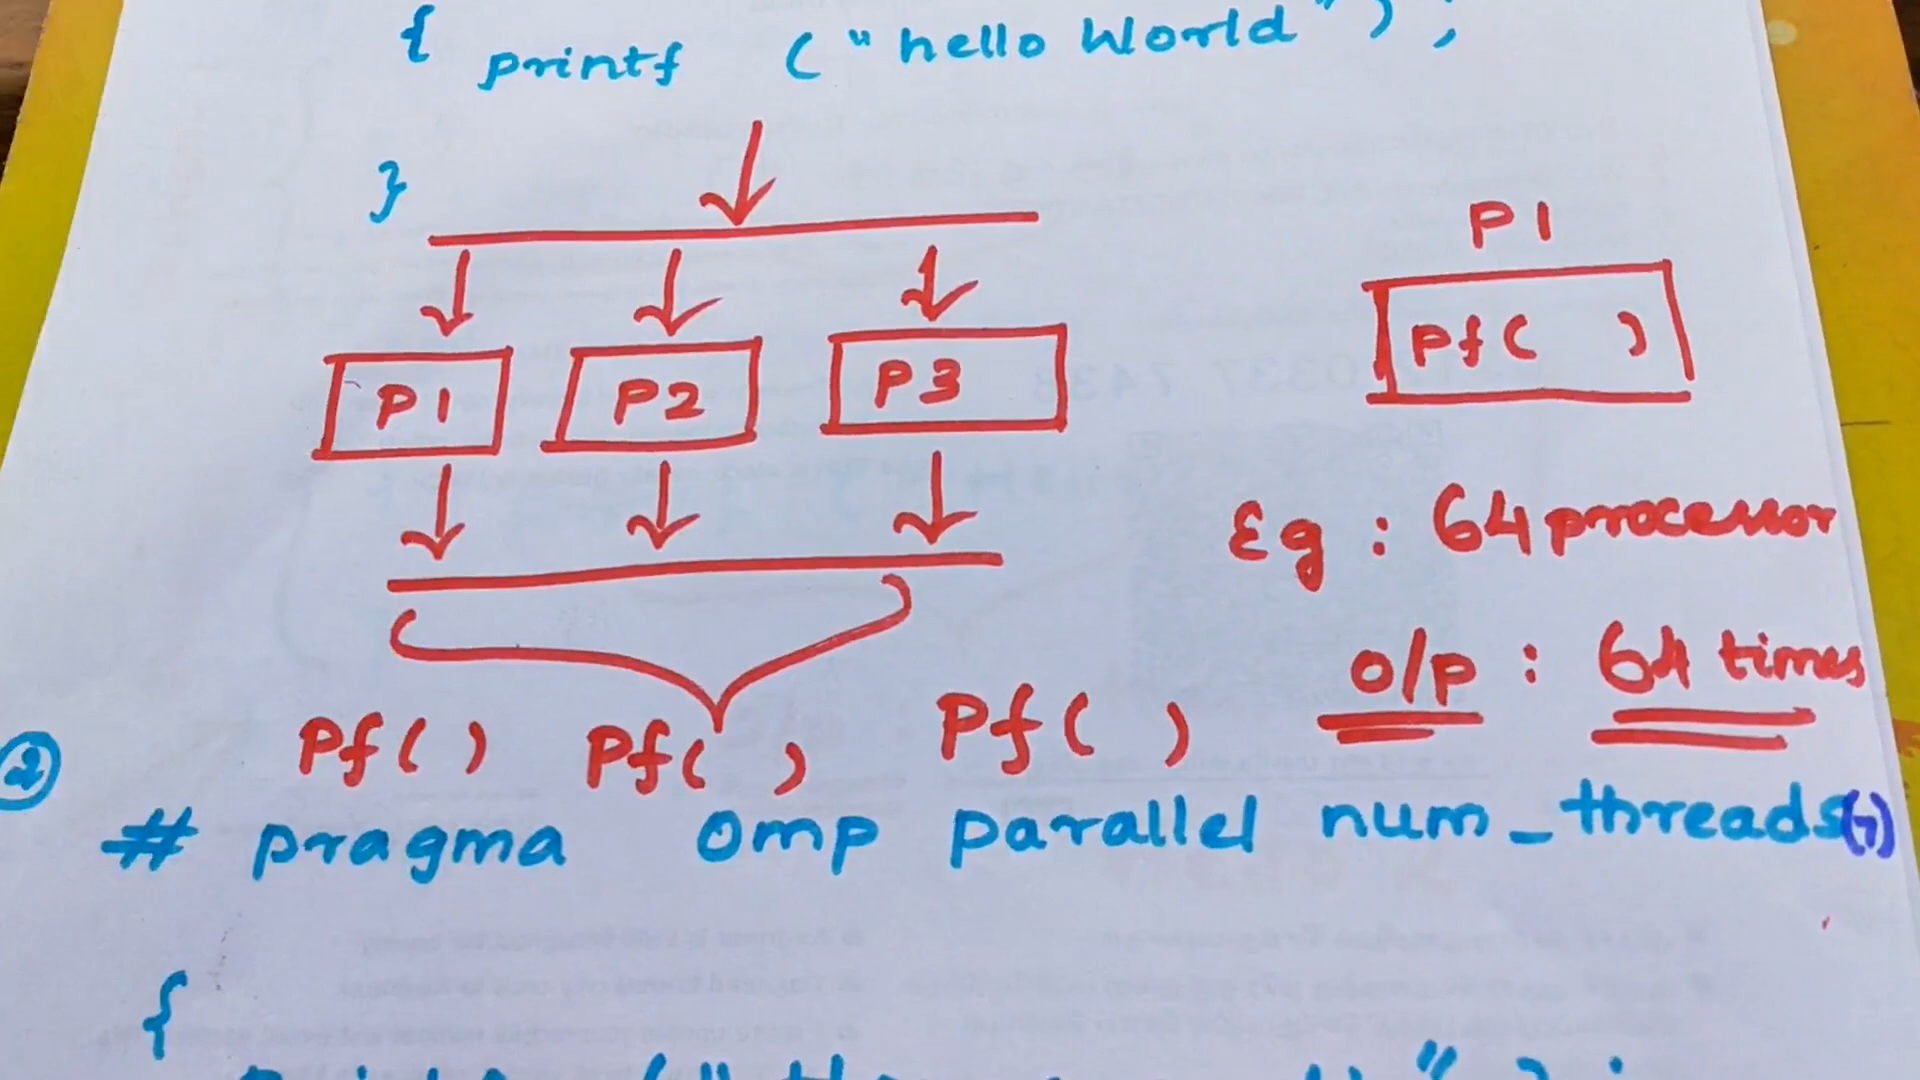 { printf ("hello World");
}
P1
P1 P2 P3
Pf( )
Eg : 64 processor
O/p : 64 times
Pf( ) Pf( ) Pf( )
②
# pragma omp parallel num_threads(7)
{